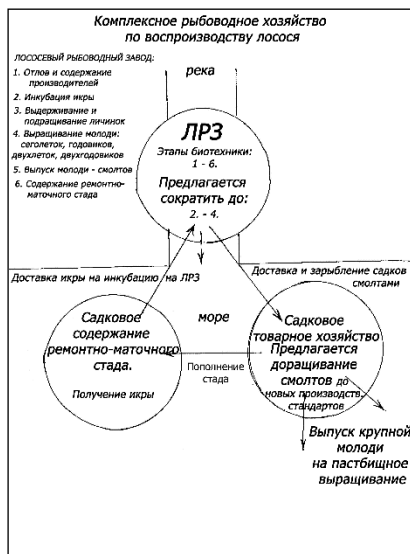 Комплексное рыбоводное хозяйство
по воспроизводству лосося
ЛОСОСЕВЫЙ РЫБОВОДНЫЙ ЗАВОД:
1. Отлов и содержание
производителей
2. Инкубация икры
3. Выдерживание и
подращивание личинок
4. Выращивание молоди:
сеголеток, годовиков,
двухлеток, двухгодовиков
5. Выпуск молоди - смолтов
6. Содержание ремонтно-
маточного стада
река
ЛРЗ
Этапы биотехники:
1 - 6.
Предлагается
сократить до:
2. - 4.
Доставка икры на инкубацию на ЛРЗ
Доставка и зарыбление садков
смолтами
море
Садковое
содержание
ремонтно-маточного
стада.
Получение икры
Пополнение
стада
Садковое
товарное хозяйство
Предлагается
доращивание
смолтов до
новых производств.
стандартов
Выпуск крупной
молоди
на пастбищное
выращивание